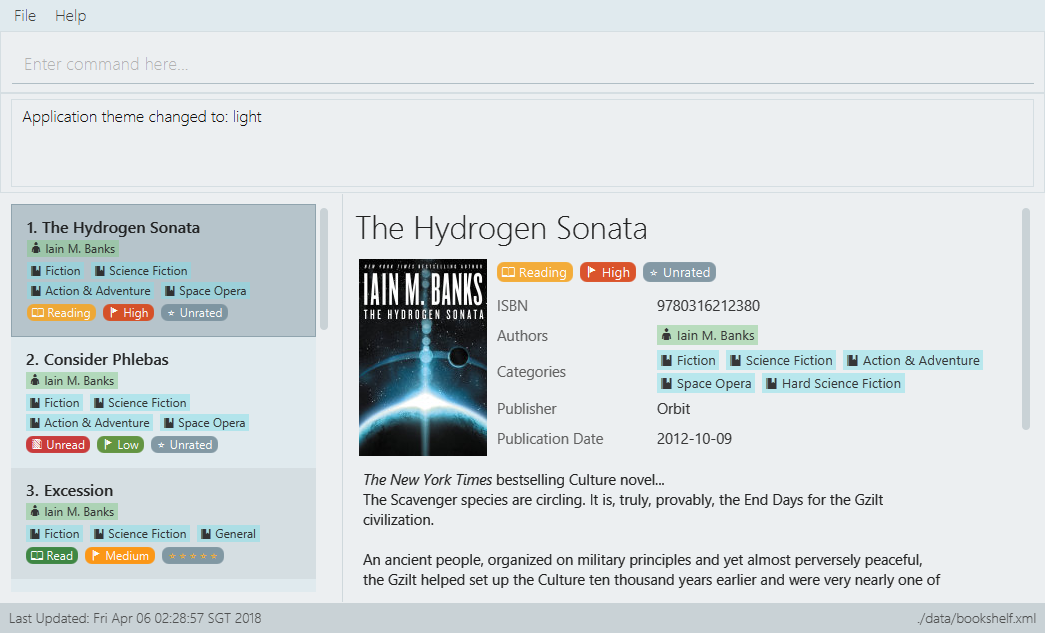 File Help
Enter command here...
Application theme changed to: light
1. The Hydrogen Sonata
Iain M. Banks
Fiction Science Fiction
Action & Adventure Space Opera
Reading High Unrated
2. Consider Phlebas
Iain M. Banks
Fiction Science Fiction
Action & Adventure Space Opera
Unread Low Unrated
3. Excession
Iain M. Banks
Fiction Science Fiction General
Read Medium
The Hydrogen Sonata
NEW YORK TIMES BESTSELLING AUTHOR
IAIN M. BANKS
THE HYDROGEN SONATA
Reading High Unrated
ISBN 9780316212380
Authors Iain M. Banks
Categories Fiction Science Fiction Action & Adventure
Space Opera Hard Science Fiction
Publisher Orbit
Publication Date 2012-10-09
The New York Times bestselling Culture novel...
The Scavenger species are circling. It is, truly, provably, the End Days for the Gzilt
civilization.
An ancient people, organized on military principles and yet almost perversely peaceful,
the Gzilt helped set up the Culture ten thousand years earlier and were very nearly one of
Last Updated: Fri Apr 06 02:28:57 SGT 2018
./data/bookshelf.xml